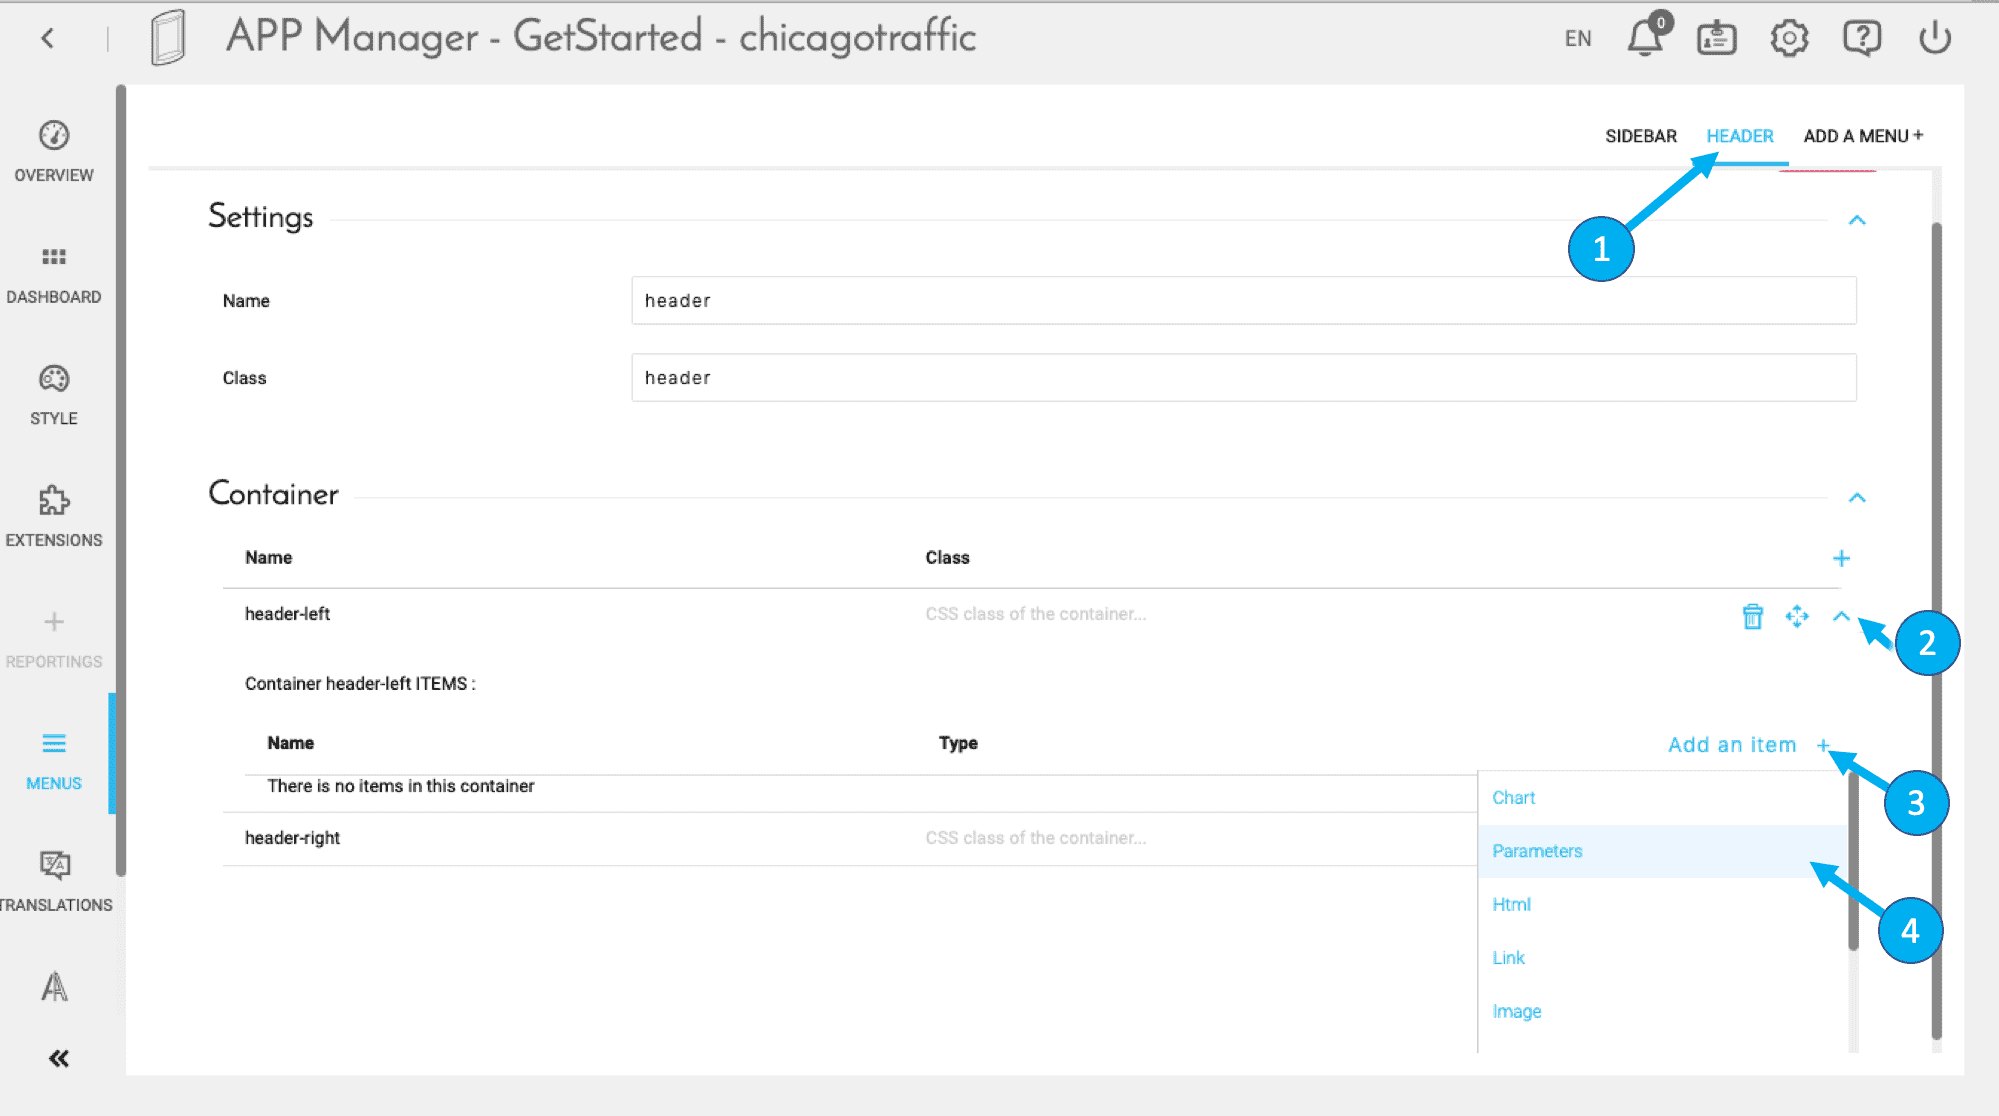 APP Manager - GetStarted - chicagotraffic
EN
0
OVERVIEW
DASHBOARD
STYLE
EXTENSIONS
REPORTINGS
MENUS
TRANSLATIONS
SIDEBAR HEADER ADD A MENU +
1
Settings
Name header
Class header
Container
Name Class +
header-left CSS class of the container...
2
Container header-left ITEMS :
Name Type Add an item +
3
There is no items in this container
header-right CSS class of the container...
Chart
Parameters
4
Html
Link
Image